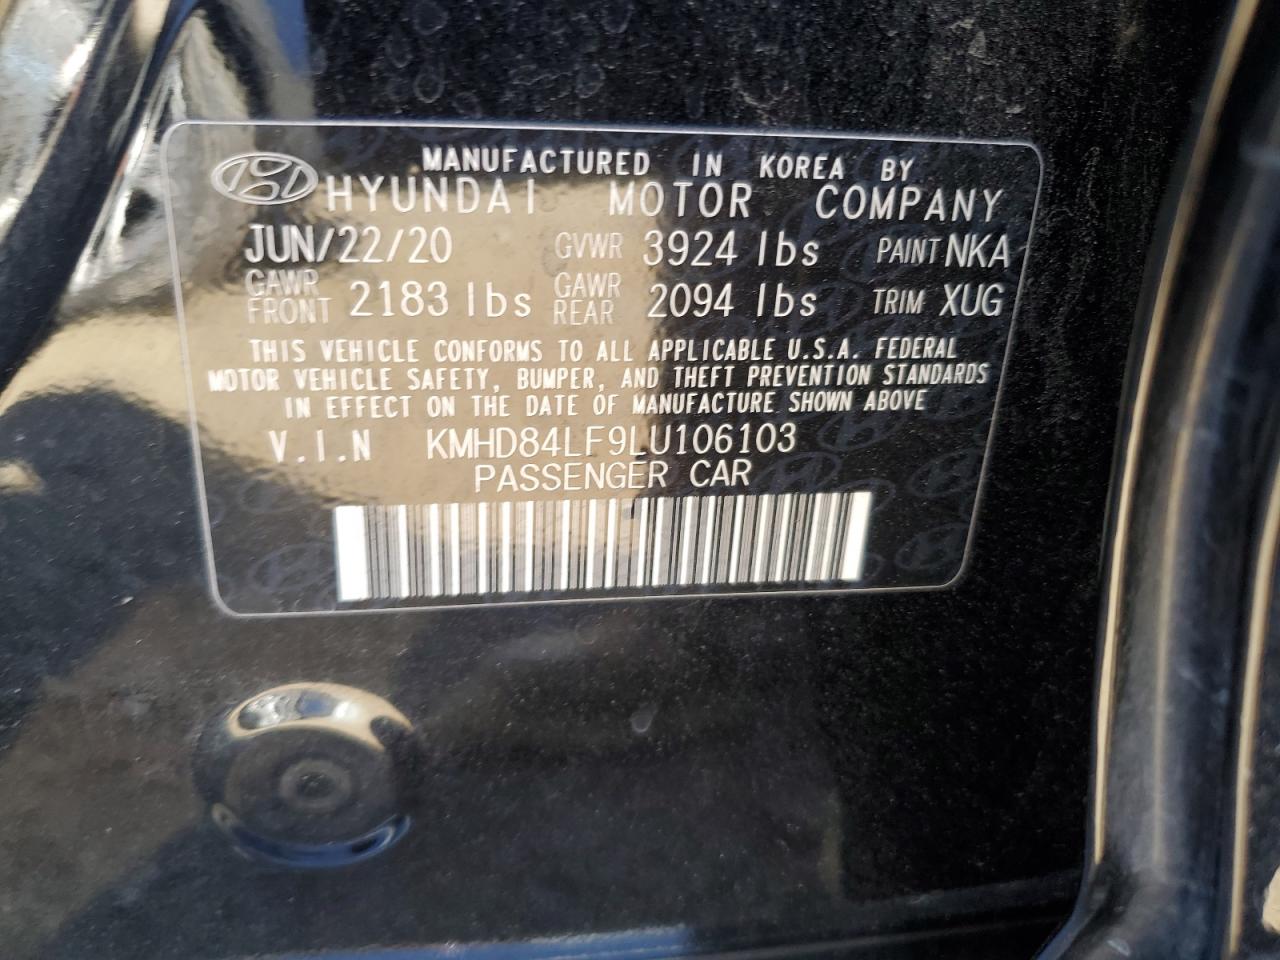 MANUFACTURED IN KOREA BY
HYUNDAI MOTOR COMPANY
JUN/22/20 GVWR 3924 lbs PAINT NKA
GAWR FRONT 2183 lbs GAWR REAR 2094 lbs TRIM XUG
THIS VEHICLE CONFORMS TO ALL APPLICABLE U.S.A. FEDERAL
MOTOR VEHICLE SAFETY, BUMPER, AND THEFT PREVENTION STANDARDS
IN EFFECT ON THE DATE OF MANUFACTURE SHOWN ABOVE
V.I.N KMHD84LF9LU106103
PASSENGER CAR